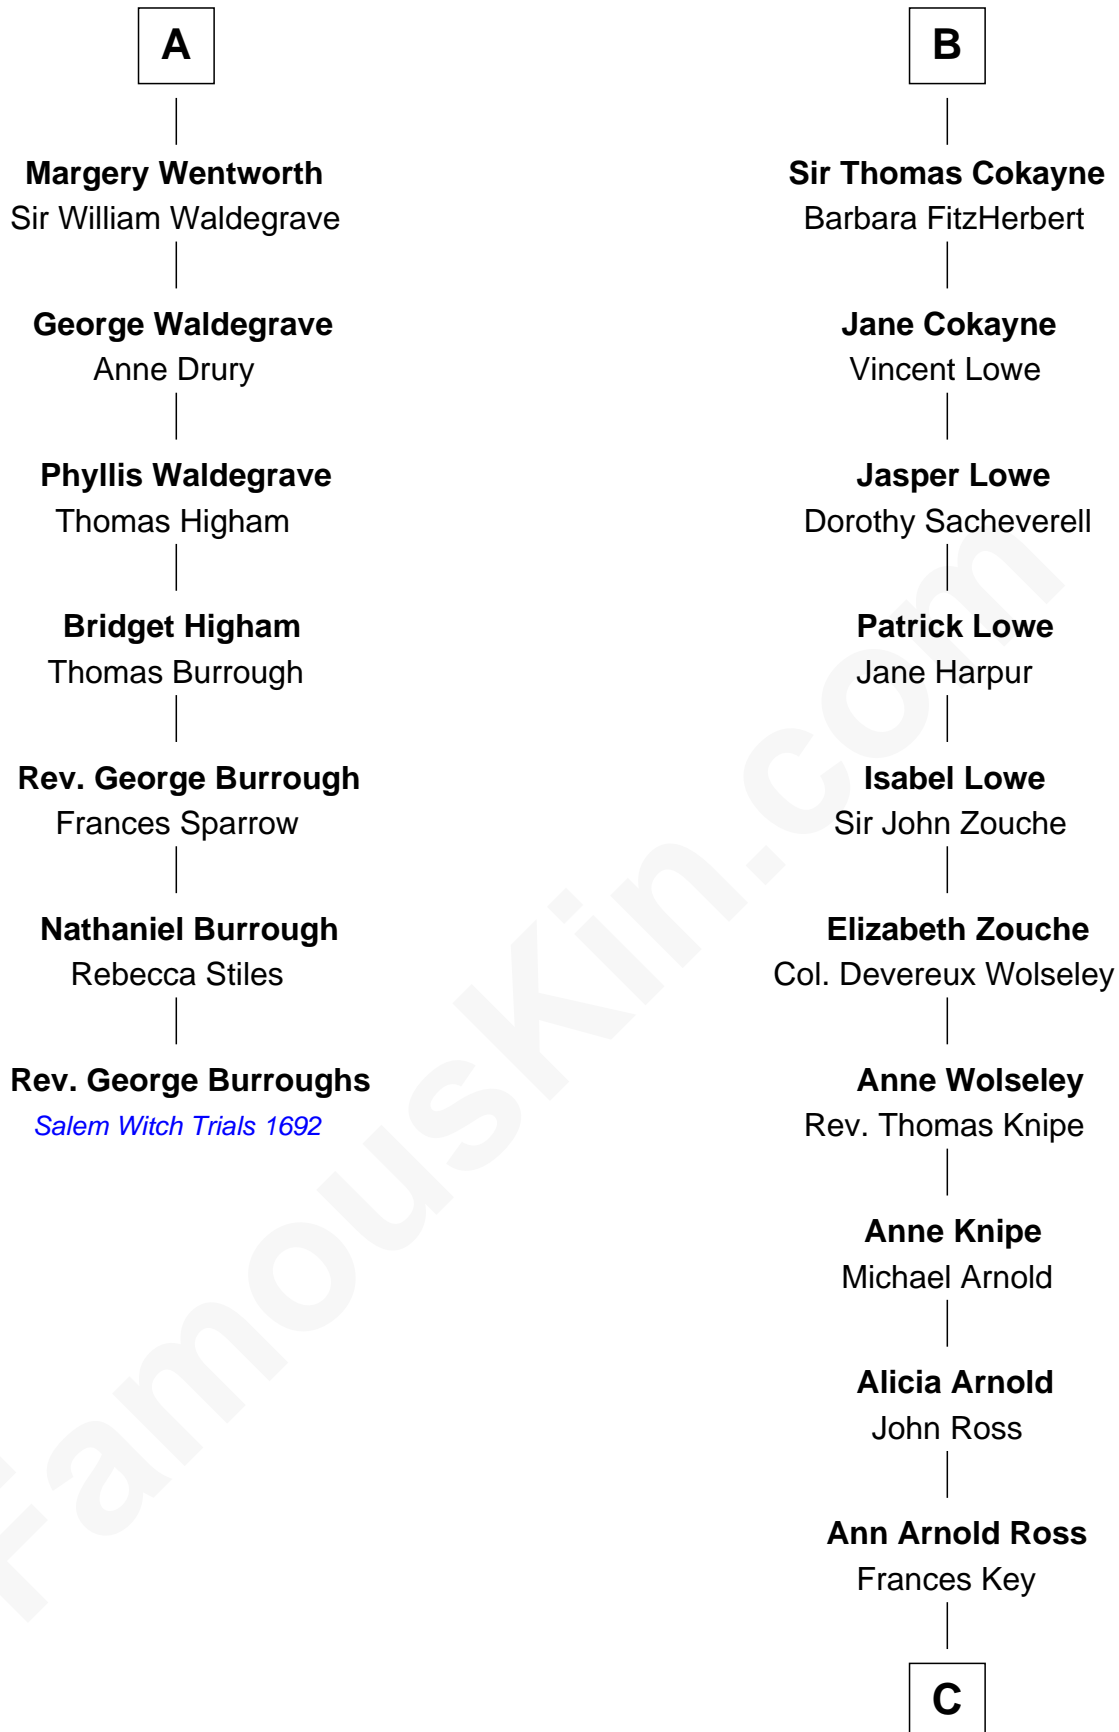 A
Margery Wentworth
Sir William Waldegrave
George Waldegrave
Anne Drury
Phyllis Waldegrave
Thomas Higham
Bridget Higham
Thomas Burrough
Rev. George Burrough
Frances Sparrow
Nathaniel Burrough
Rebecca Stiles
Rev. George Burroughs
Salem Witch Trials 1692
B
Sir Thomas Cokayne
Barbara FitzHerbert
Jane Cokayne
Vincent Lowe
Jasper Lowe
Dorothy Sacheverell
Patrick Lowe
Jane Harpur
Isabel Lowe
Sir John Zouche
Elizabeth Zouche
Col. Devereux Wolseley
Anne Wolseley
Rev. Thomas Knipe
Anne Knipe
Michael Arnold
Alicia Arnold
John Ross
Ann Arnold Ross
Frances Key
C
FamousKin.com